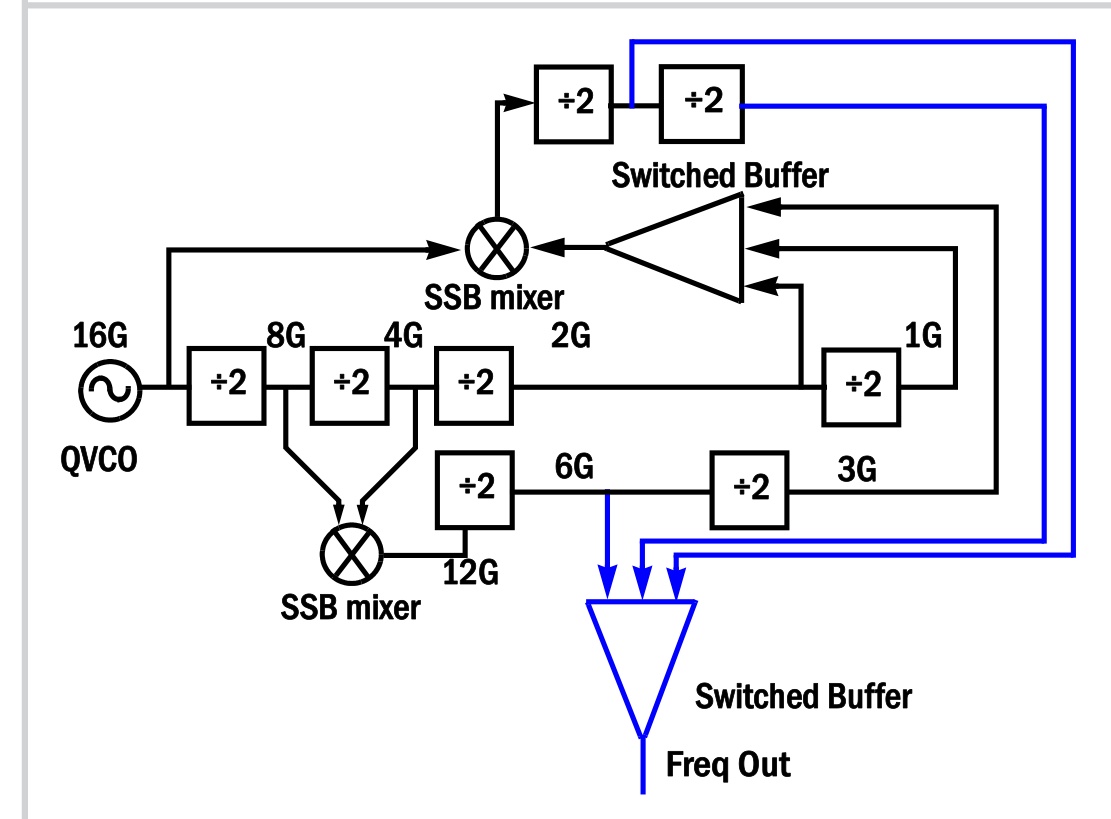 ÷2
÷2
Switched Buffer
SSB mixer
16G
8G
4G
2G
1G
÷2
÷2
÷2
÷2
QVCO
÷2
6G
÷2
3G
12G
SSB mixer
Switched Buffer
Freq Out